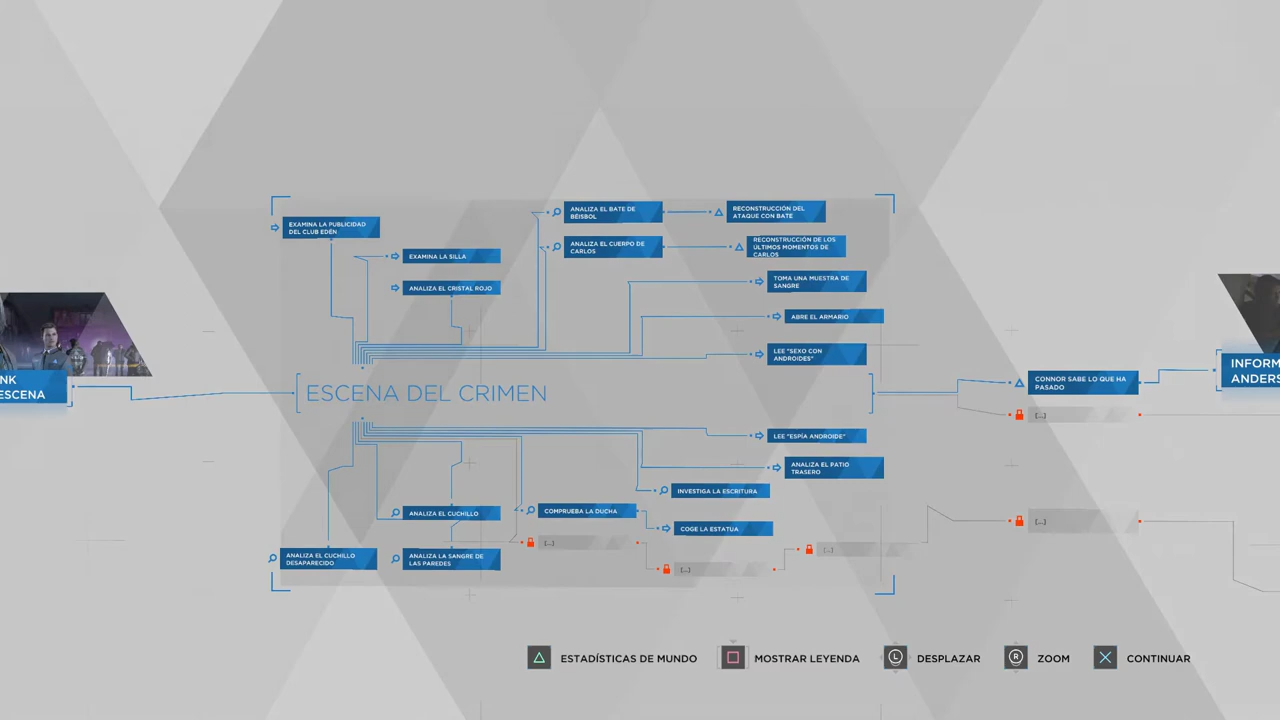 EXAMINA LA PUBLICIDAD
DEL CLUB EDÉN
EXAMINA LA SILLA
ANALIZA EL CRISTAL ROJO
ANALIZA EL BATE DE
BÉISBOL
RECONSTRUCCIÓN DEL
ATAQUE CON BATE
ANALIZA EL CUERPO DE
CARLOS
RECONSTRUCCIÓN DE LOS
ÚLTIMOS MOMENTOS DE
CARLOS
TOMA UNA MUESTRA DE
SANGRE
ABRE EL ARMARIO
LEE "SEXO CON
ANDROIDES"
NK
ESCENA
ESCENA DEL CRIMEN
CONNOR SABE LO QUE HA
PASADO
[...]
INFORM
ANDERS
LEE "ESPÍA ANDROIDE"
ANALIZA EL PATIO
TRASERO
INVESTIGA LA ESCRITURA
ANALIZA EL CUCHILLO
COMPRUEBA LA DUCHA
COGE LA ESTATUA
[...]
[...]
[...]
[...]
ANALIZA EL CUCHILLO
DESAPARECIDO
ANALIZA LA SANGRE DE
LAS PAREDES
ESTADÍSTICAS DE MUNDO
MOSTRAR LEYENDA
L
DESPLAZAR
R
ZOOM
CONTINUAR